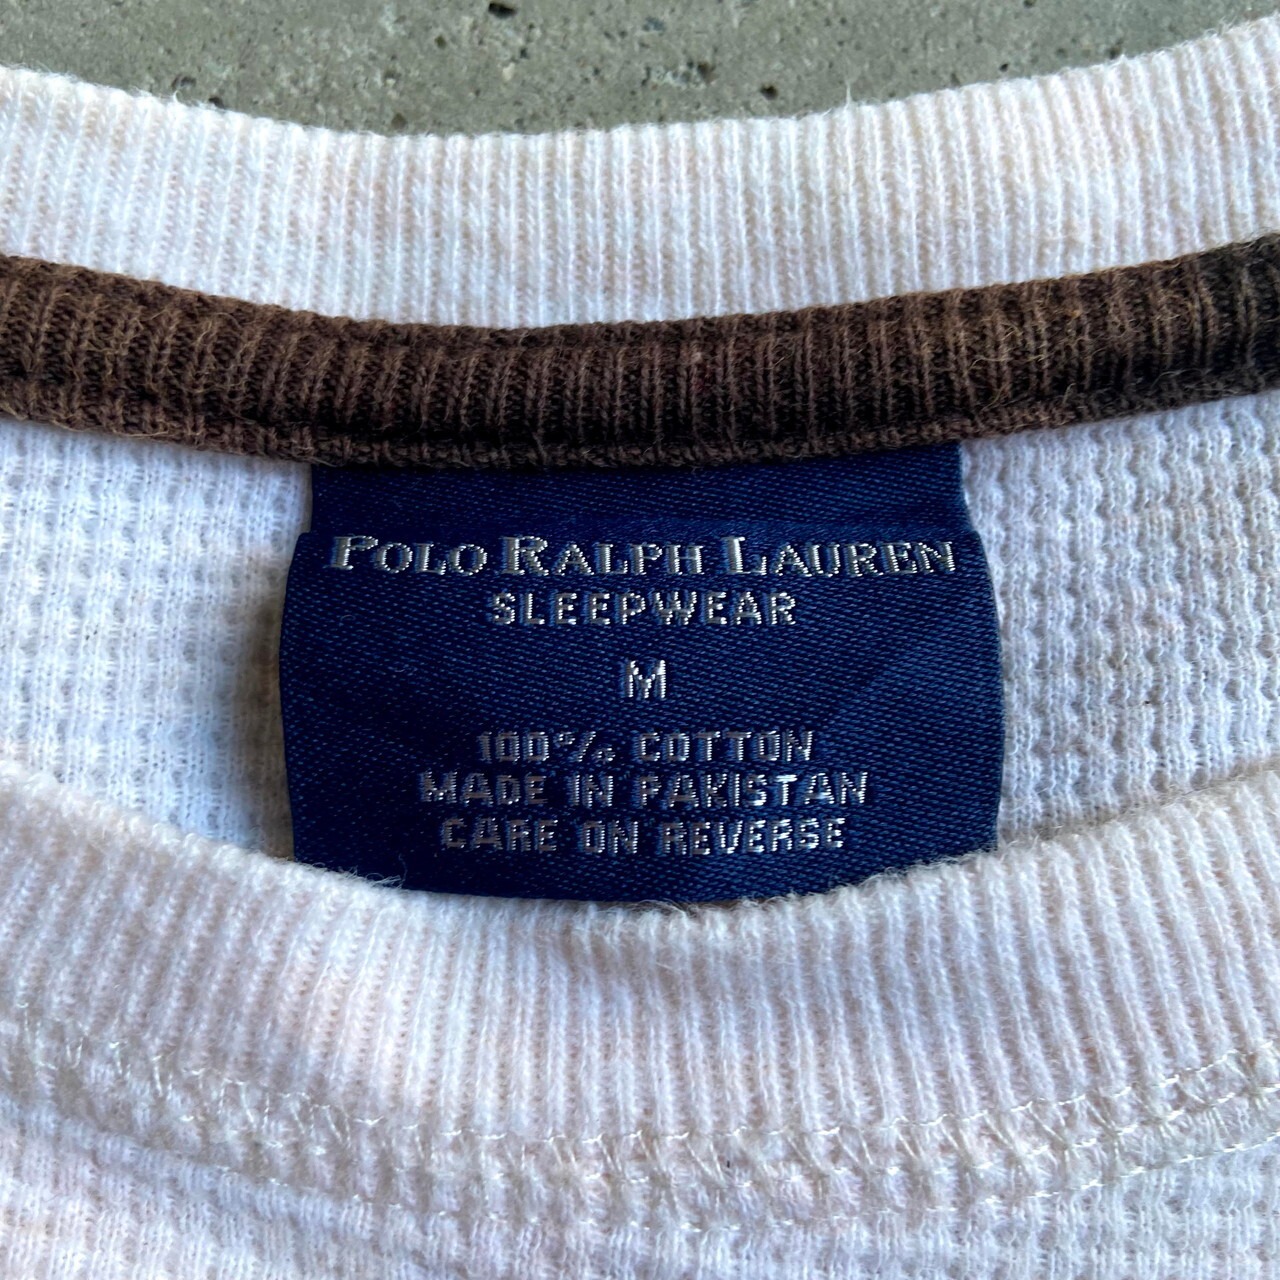 POLO RALPH LAUREN
SLEEPWEAR
M
100% COTTON
MADE IN PAKISTAN
CARE ON REVERSE